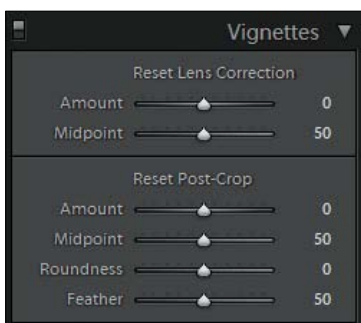 Vignettes
Reset Lens Correction
Amount 0
Midpoint 50
Reset Post-Crop
Amount 0
Midpoint 50
Roundness 0
Feather 50